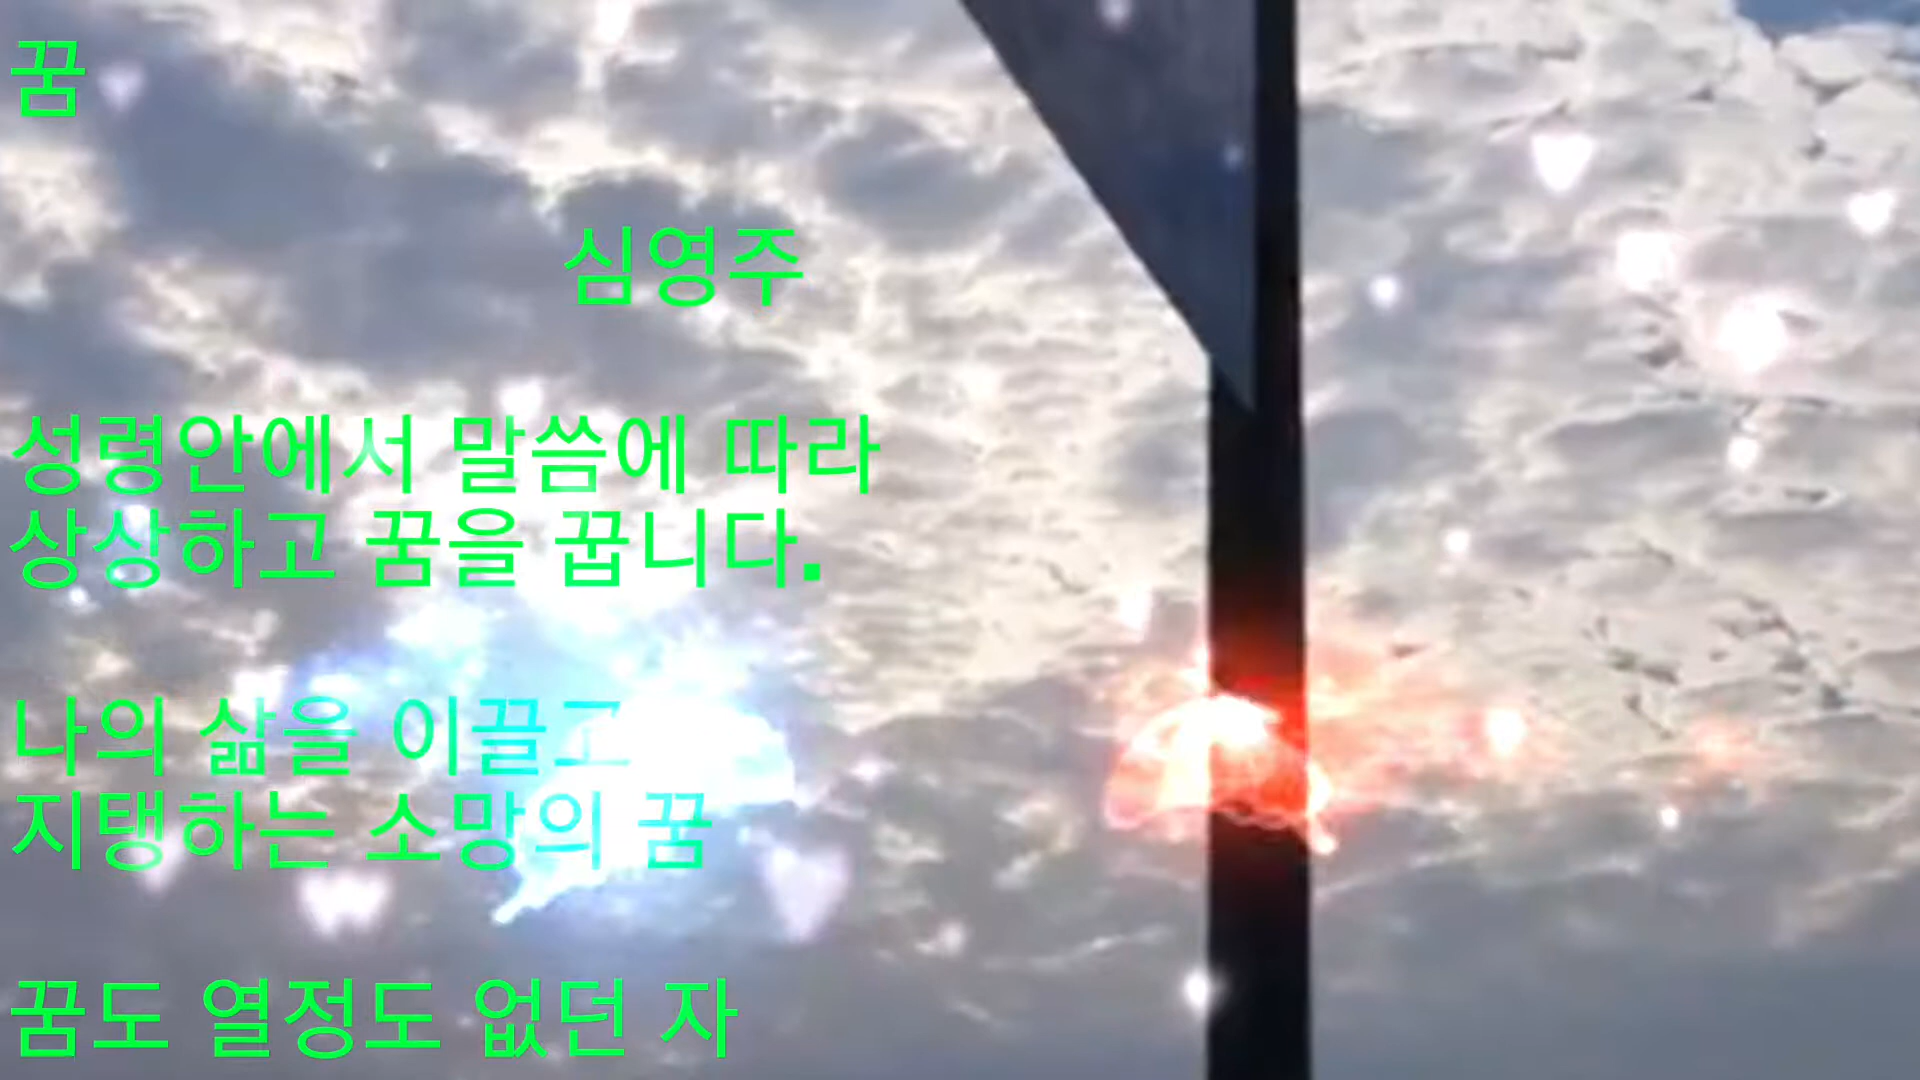 꿈
심영주
성령안에서 말씀에 따라
상상하고 꿈을 꿉니다.
나의 삶을 이끌고
지탱하는 소망의 꿈
꿈도 열정도 없던 자